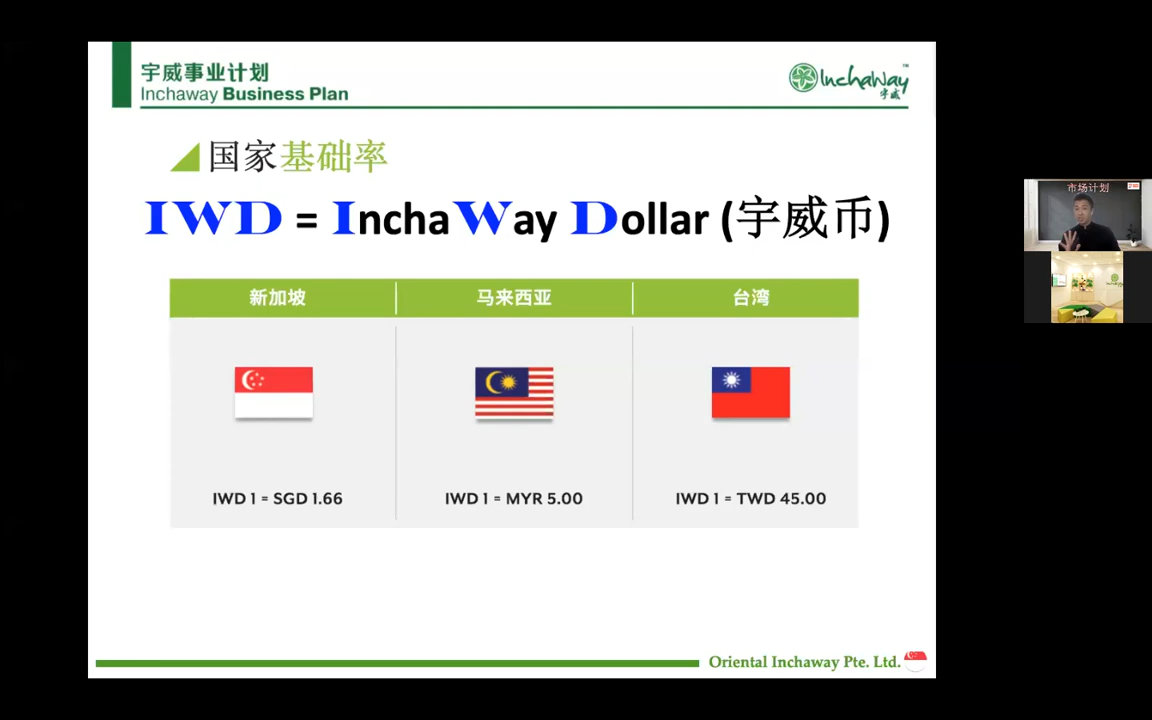 宇威事业计划
Inchaway Business Plan
InchaWay™
宇威
国家基础率
IWD = InchaWay Dollar (宇威币)
新加坡 马来西亚 台湾
IWD 1 = SGD 1.66 IWD 1 = MYR 5.00 IWD 1 = TWD 45.00
Oriental Inchaway Pte. Ltd.
市场计划